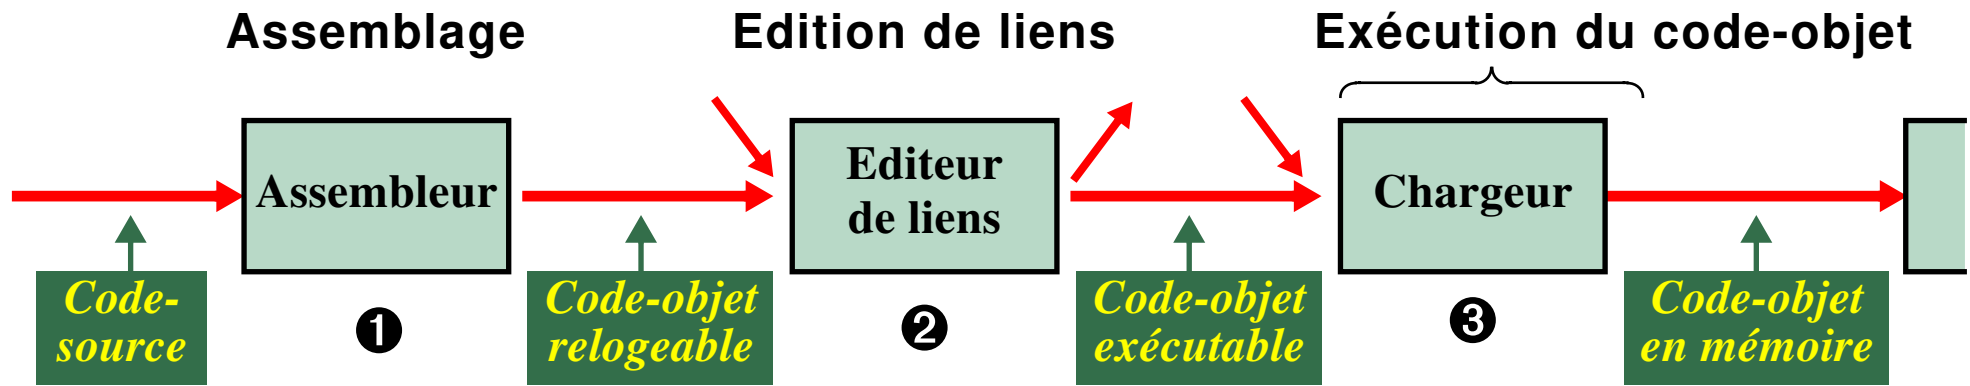 Assemblage
Edition de liens
Exécution du code-objet
Assembleur
Editeur
de liens
Chargeur
Code-
source
❶
Code-objet
relogeable
❷
Code-objet
exécutable
❸
Code-objet
en mémoire